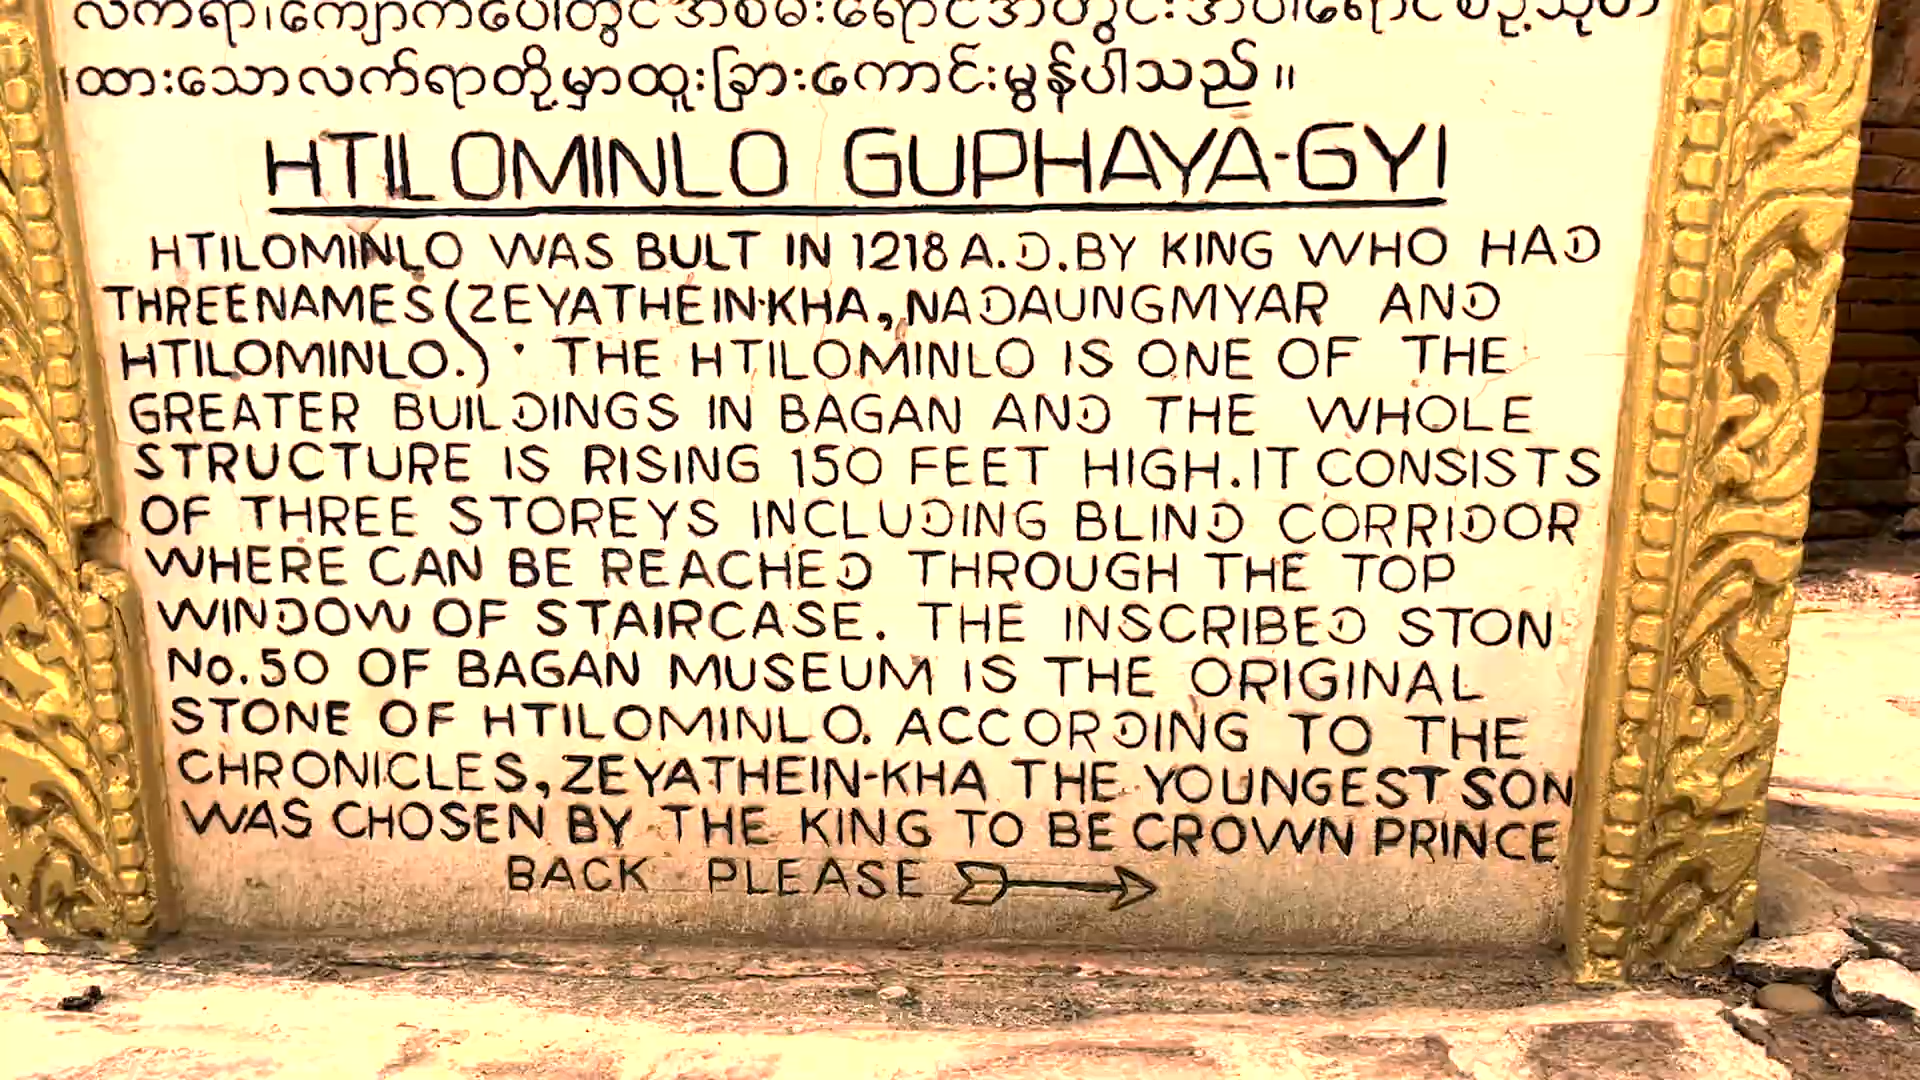 လက်ရာ၊ကျောက်ပေါ်တွင်အစိမ်းရောင်အတွင်းအဝါရောင်စဉ့်သုတ်
ထားသောလက်ရာတို့မှာထူးခြားကောင်းမွန်ပါသည်။
HTILOMINLO GUPHAYA-GYI
HTILOMINLO WAS BULT IN 1218 A.D.BY KING WHO HAD
THREENAMES (ZEYATHEIN-KHA, NADAUNGMYAR AND
HTILOMINLO.) · THE HTILOMINLO IS ONE OF THE
GREATER BUILDINGS IN BAGAN AND THE WHOLE
STRUCTURE IS RISING 150 FEET HIGH. IT CONSISTS
OF THREE STOREYS INCLUDING BLIND CORRIDOR
WHERE CAN BE REACHED THROUGH THE TOP
WINDOW OF STAIRCASE. THE INSCRIBED STON
No.50 OF BAGAN MUSEUM IS THE ORIGINAL
STONE OF HTILOMINLO. ACCORDING TO THE
CHRONICLES, ZEYATHEIN-KHA THE YOUNGEST SON
WAS CHOSEN BY THE KING TO BE CROWN PRINCE
BACK PLEASE